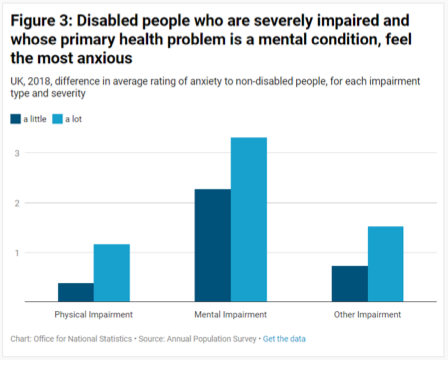 Figure 3: Disabled people who are severely impaired and
whose primary health problem is a mental condition, feel
the most anxious
UK, 2018, difference in average rating of anxiety to non-disabled people, for each impairment
type and severity
a little a lot
3
2
1
Physical Impairment Mental Impairment Other Impairment
Chart: Office for National Statistics • Source: Annual Population Survey • Get the data